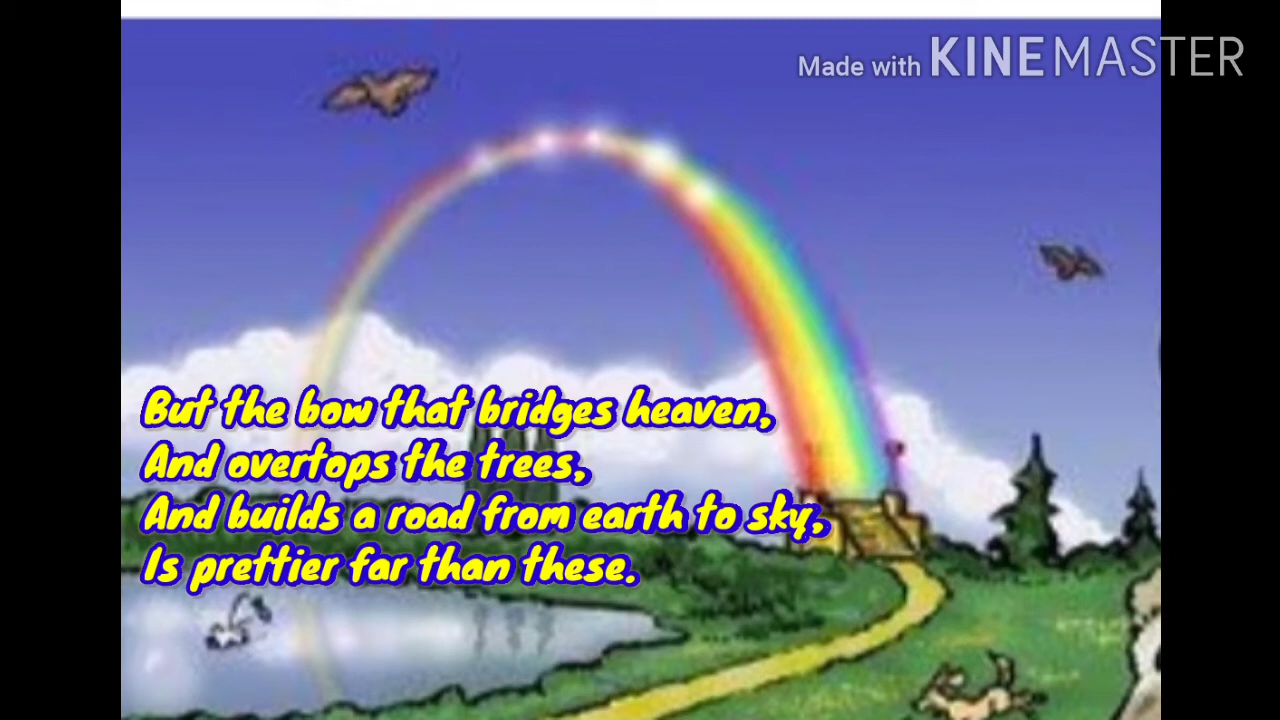 Made with KINEMASTER
But the bow that bridges heaven,
And overtops the trees,
And builds a road from earth to sky,
Is prettier far than these.